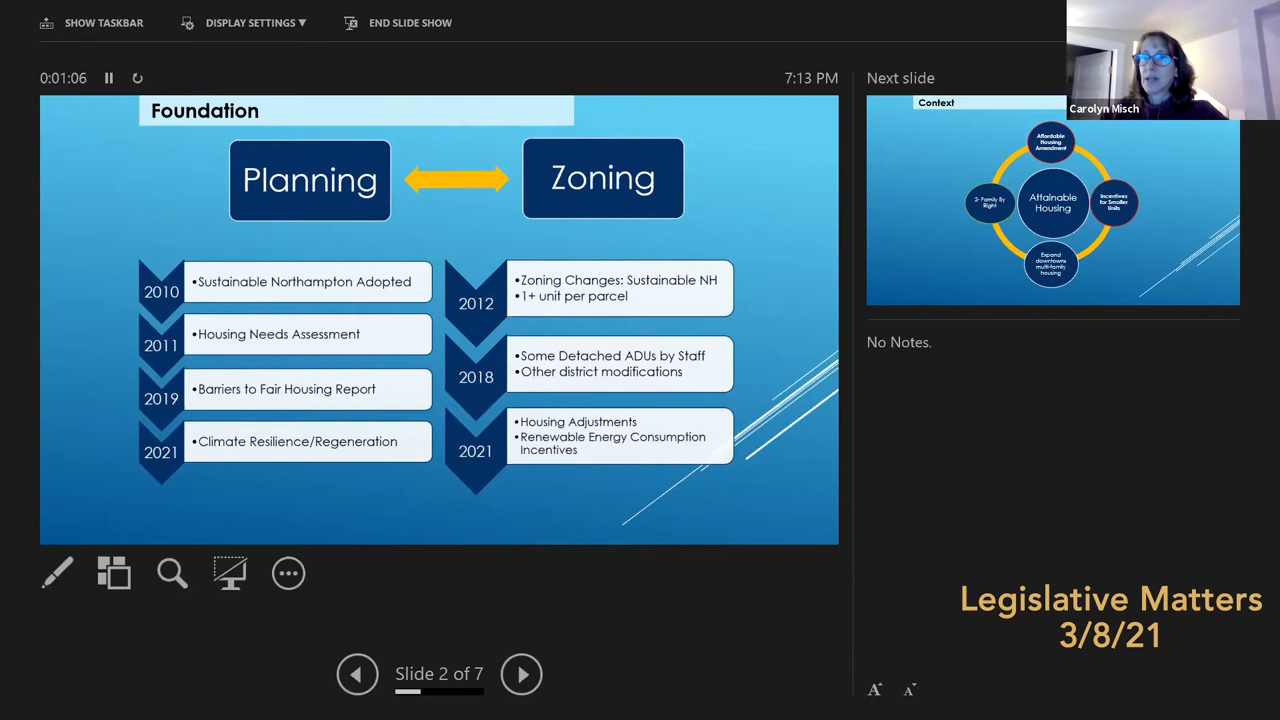 SHOW TASKBAR
DISPLAY SETTINGS ▼
END SLIDE SHOW
0:01:06
7:13 PM
Foundation
Planning
Zoning
2010
•Sustainable Northampton Adopted
2011
•Housing Needs Assessment
2019
•Barriers to Fair Housing Report
2021
•Climate Resilience/Regeneration
2012
•Zoning Changes: Sustainable NH
•1+ unit per parcel
2018
•Some Detached ADUs by Staff
•Other district modifications
2021
•Housing Adjustments
•Renewable Energy Consumption
Incentives
Slide 2 of 7
Next slide
Carolyn Misch
Context
Affordable
Housing
Amendment
2- Family By
Right
Attainable
Housing
Incentives
for Smaller
Units
Expand
downtowns
multi-family
housing
No Notes.
Legislative Matters
3/8/21
A
A